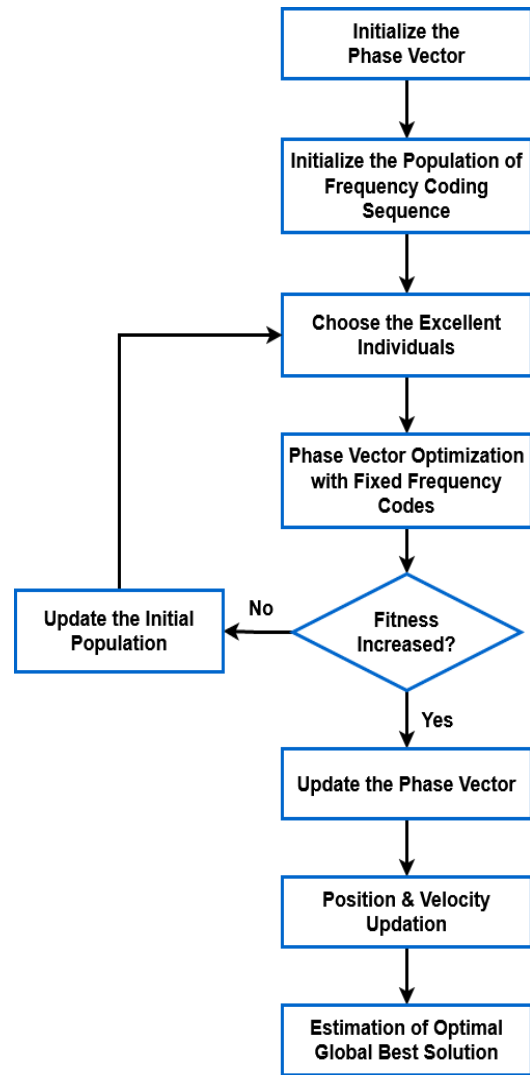 Initialize the
Phase Vector
Initialize the Population of
Frequency Coding
Sequence
Choose the Excellent
Individuals
Phase Vector Optimization
with Fixed Frequency
Codes
Fitness
Increased?
No
Update the Initial
Population
Yes
Update the Phase Vector
Position & Velocity
Updation
Estimation of Optimal
Global Best Solution